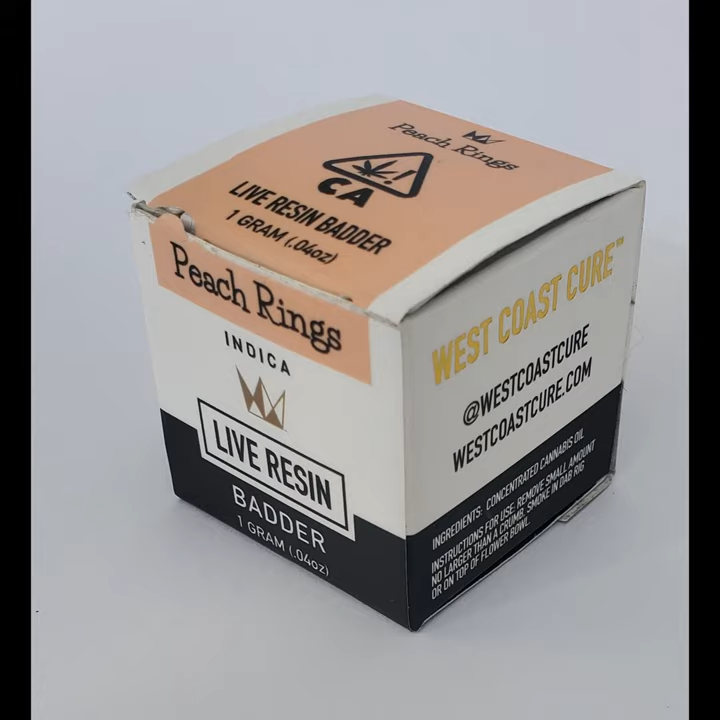 Peach Rings
!
CA
LIVE RESIN BADDER
1 GRAM (.04oz)
Peach Rings
INDICA
LIVE RESIN
BADDER
1 GRAM (.04oz)
WEST COAST CURE™
@WESTCOASTCURE
WESTCOASTCURE.COM
INGREDIENTS: CONCENTRATED CANNABIS OIL
INSTRUCTIONS FOR USE: REMOVE SMALL AMOUNT
NO LARGER THAN A CRUMB, SMOKE IN DAB RIG
OR ON TOP OF FLOWER BOWL.